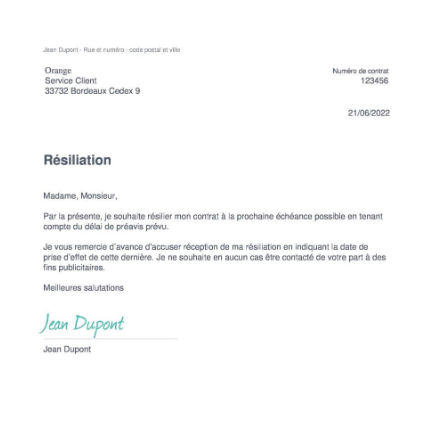 Jean Dupont - Rue et numéro - code postal et ville
Orange
Service Client
33732 Bordeaux Cedex 9
Numéro de contrat
123456
21/06/2022
Résiliation
Madame, Monsieur,
Par la présente, je souhaite résilier mon contrat à la prochaine échéance possible en tenant
compte du délai de préavis prévu.
Je vous remercie d'avance d'accuser réception de ma résiliation en indiquant la date de
prise d'effet de cette dernière. Je ne souhaite en aucun cas être contacté de votre part à des
fins publicitaires.
Meilleures salutations
Jean Dupont
Jean Dupont